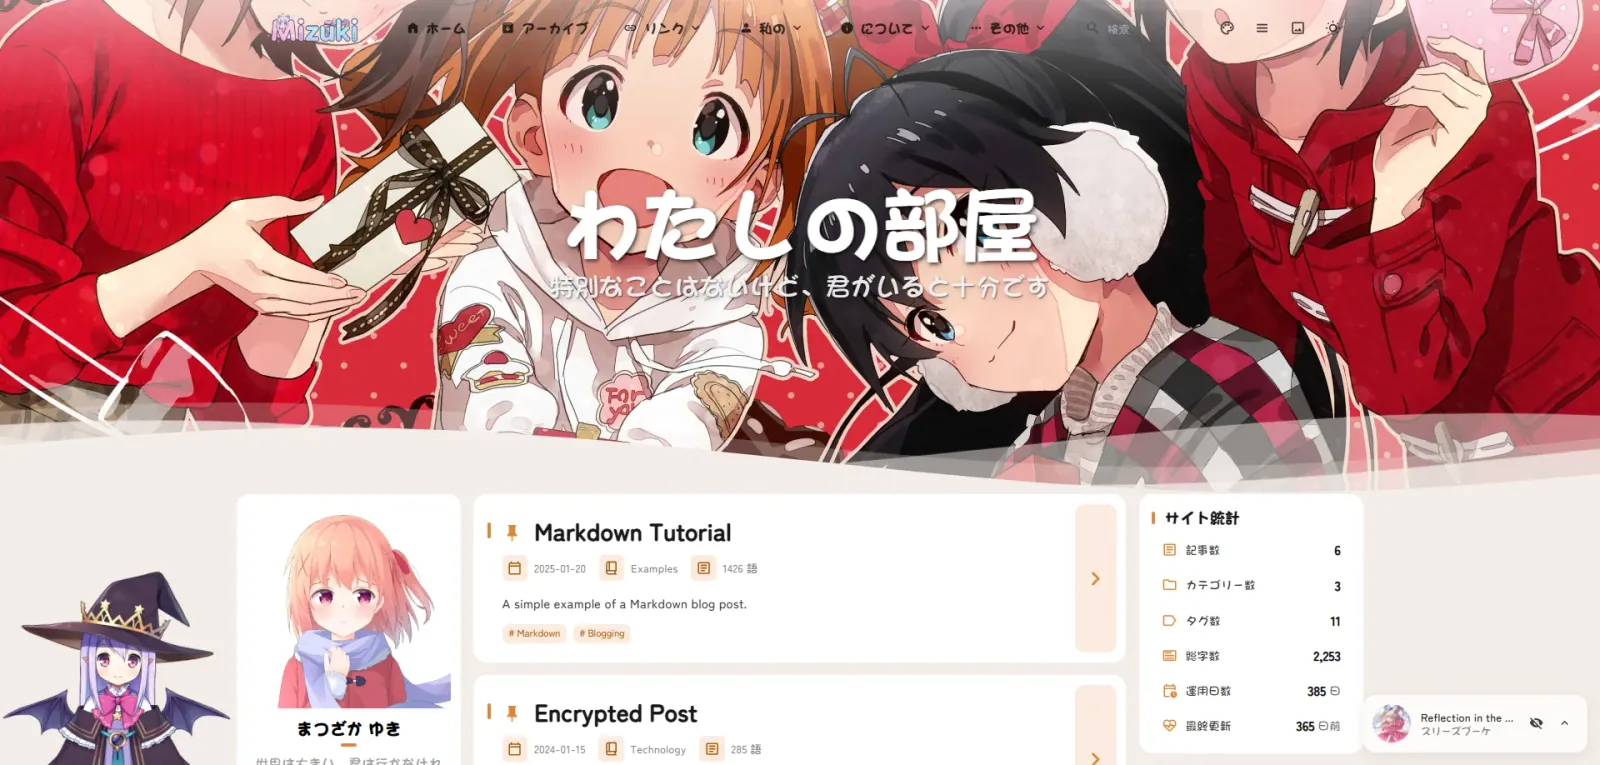 Mizuki
ホーム
アーカイブ
リンク
私の
について
その他
検索
わたしの部屋
特別なことはないけど、君がいると十分です
Sweet
For you
まつざか ゆき
Markdown Tutorial
2025-01-20 Examples 1426 語
A simple example of a Markdown blog post.
# Markdown # Blogging
Encrypted Post
2024-01-15 Technology 285 語
サイト統計
記事数 6
カテゴリー数 3
タグ数 11
総字数 2,253
運用日数 385 日
最終更新 365 日前
Reflection in the ...
スリーズブーケ